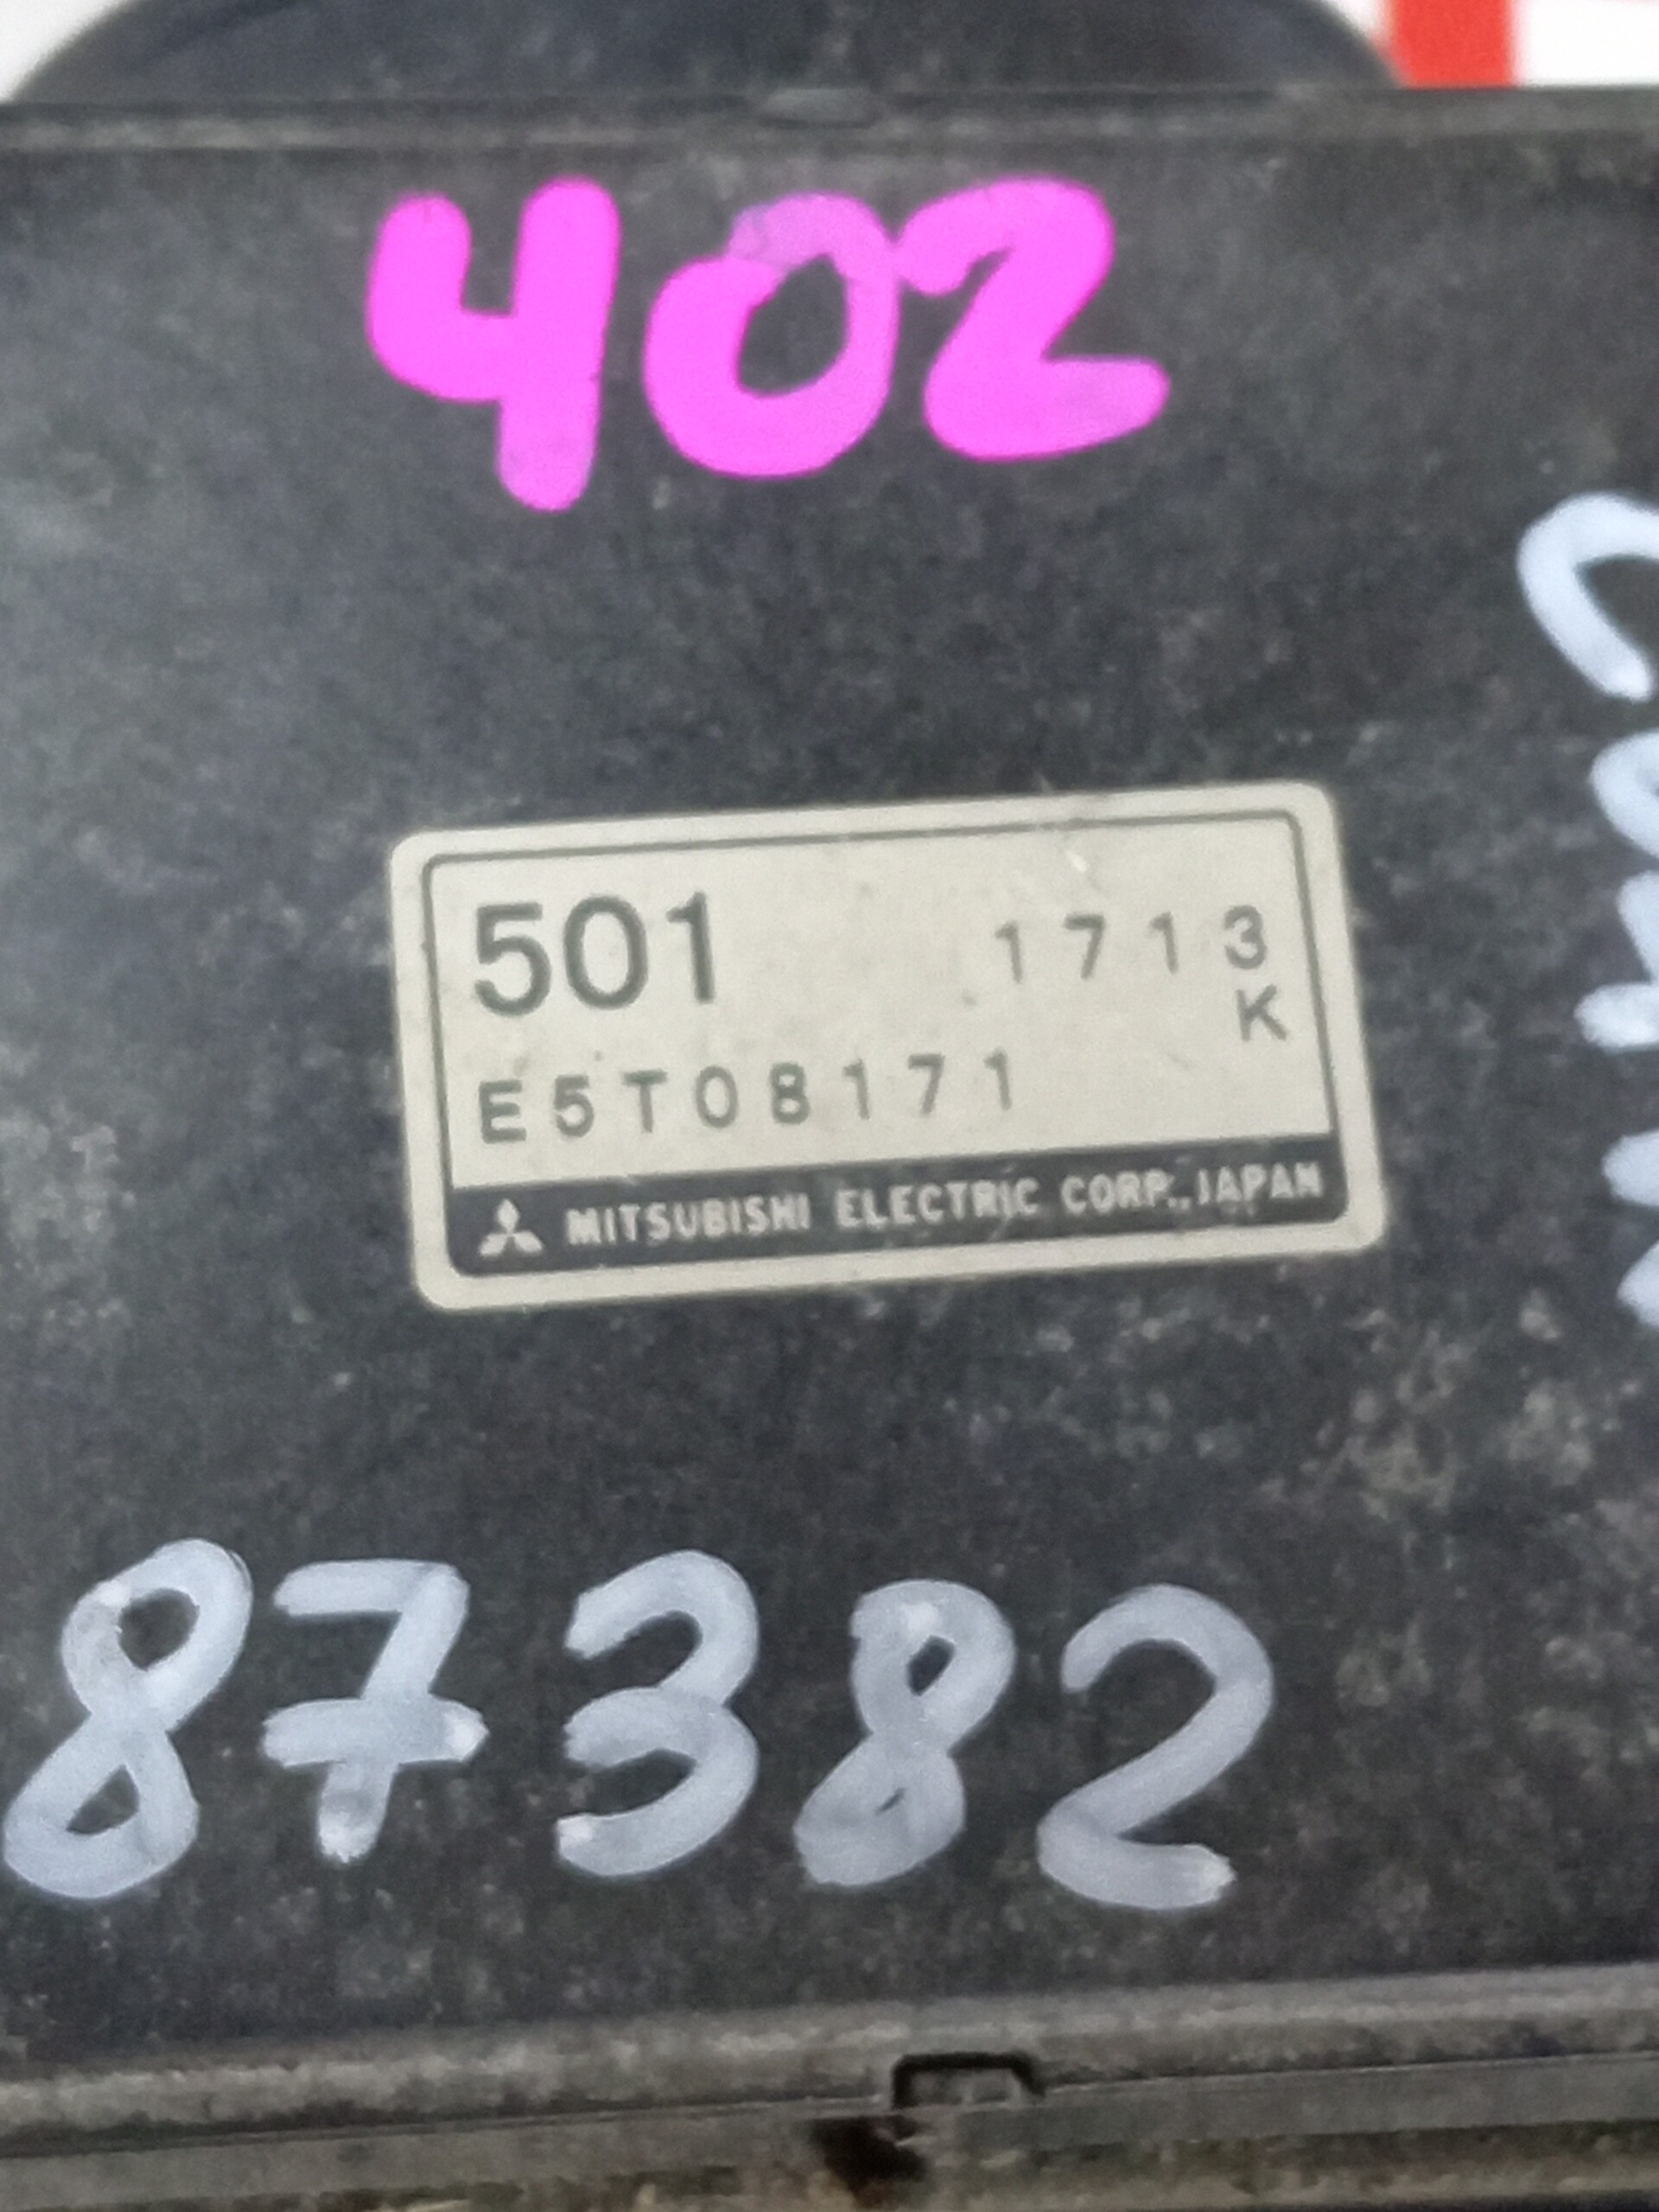 402
501 1713
K
E5T08171
MITSUBISHI ELECTRIC CORP., JAPAN
87382